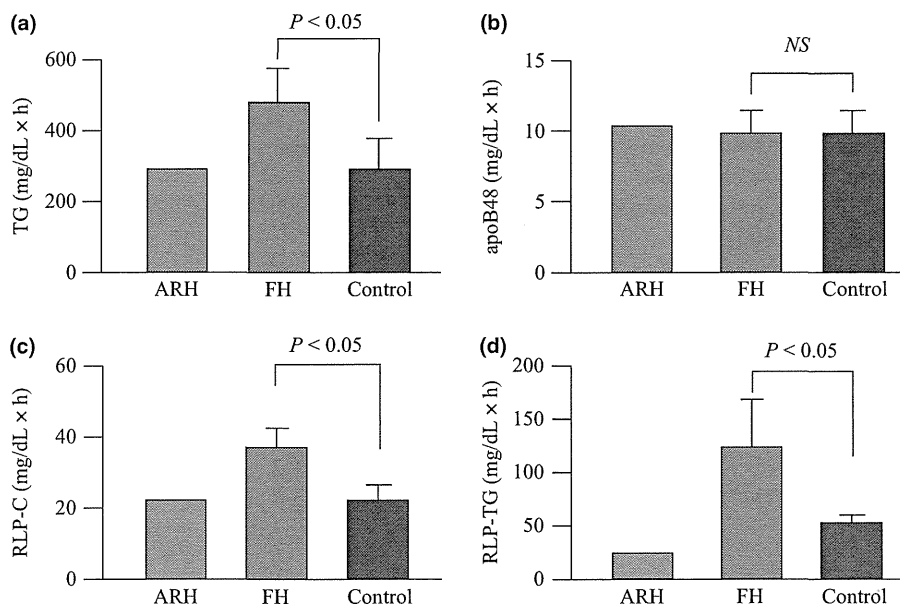 (a)
P < 0.05
TG (mg/dL × h)
600
400
200
0
ARH FH Control
(b)
NS
apoB48 (mg/dL × h)
15
10
5
0
ARH FH Control
(c)
P < 0.05
RLP-C (mg/dL × h)
60
40
20
0
ARH FH Control
(d)
P < 0.05
RLP-TG (mg/dL × h)
200
150
100
50
0
ARH FH Control